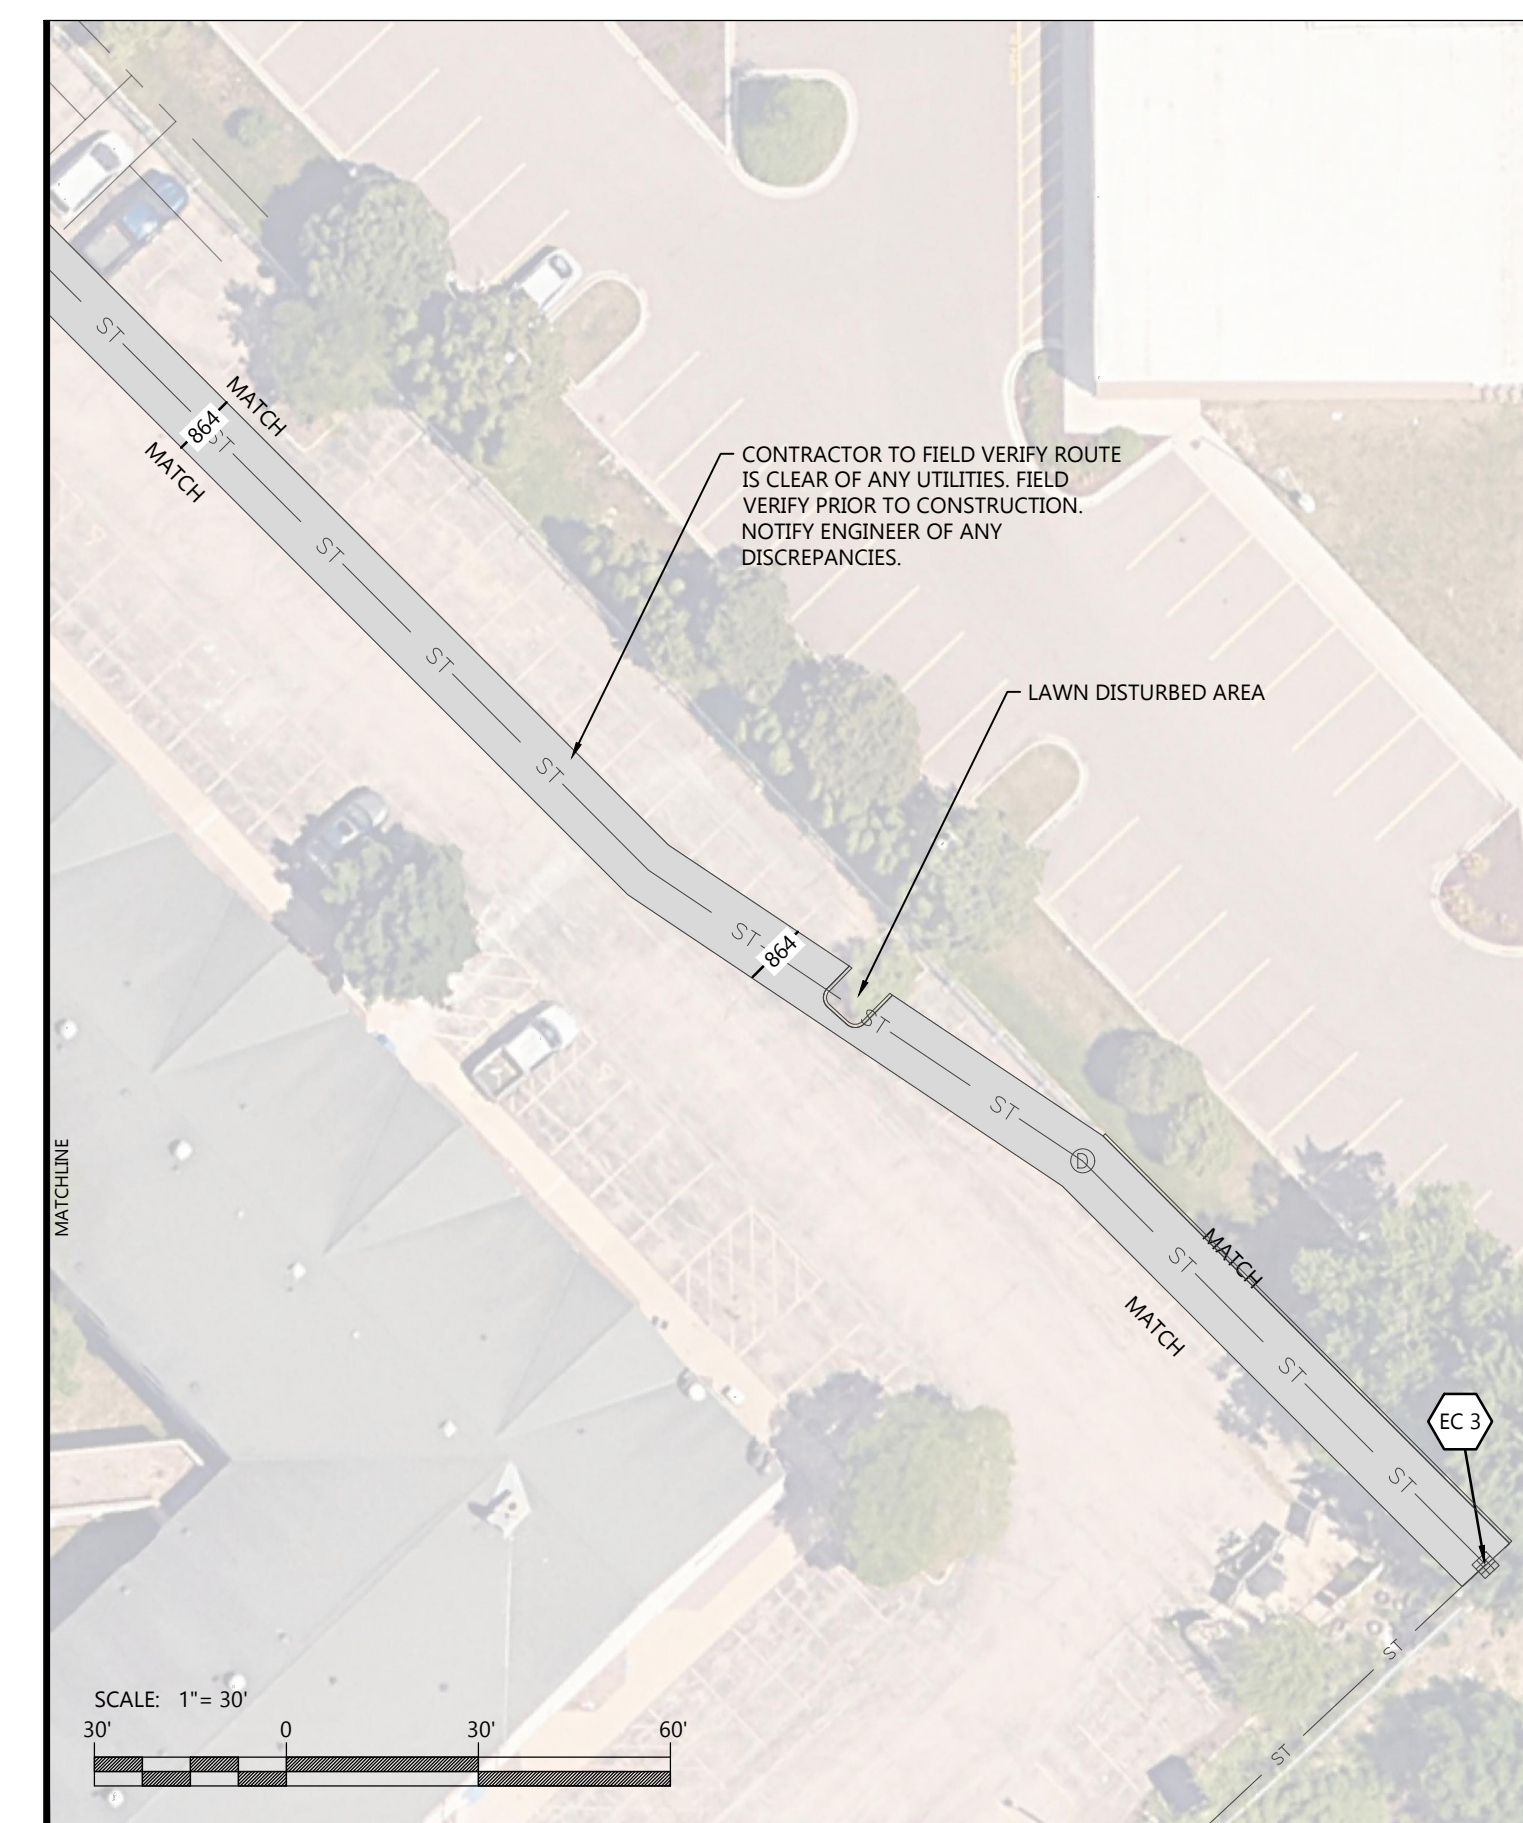 ST
MATCH
864
ST
MATCH
CONTRACTOR TO FIELD VERIFY ROUTE
IS CLEAR OF ANY UTILITIES. FIELD
VERIFY PRIOR TO CONSTRUCTION.
NOTIFY ENGINEER OF ANY
DISCREPANCIES.
ST
ST
LAWN DISTURBED AREA
ST
ST
864
ST
ST
MATCHLINE
D
MATCH
ST
MATCH
ST
EC 3
ST
ST
SCALE: 1"= 30'
30' 0 30' 60'
ST